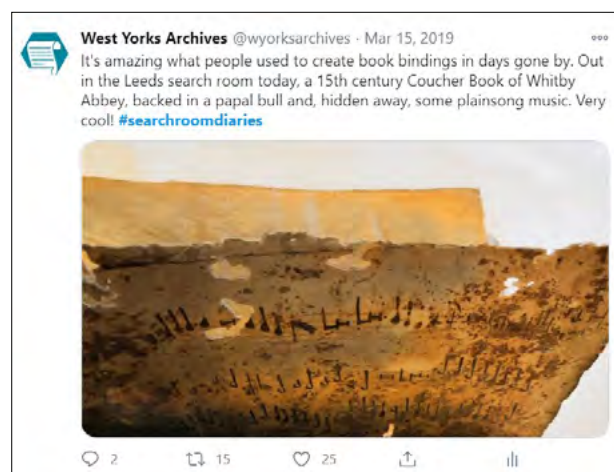 West Yorks Archives @wyorksarchives · Mar 15, 2019
It's amazing what people used to create book bindings in days gone by. Out
in the Leeds search room today, a 15th century Coucher Book of Whitby
Abbey, backed in a papal bull and, hidden away, some plainsong music. Very
cool! #searchroomdiaries
2 15 25